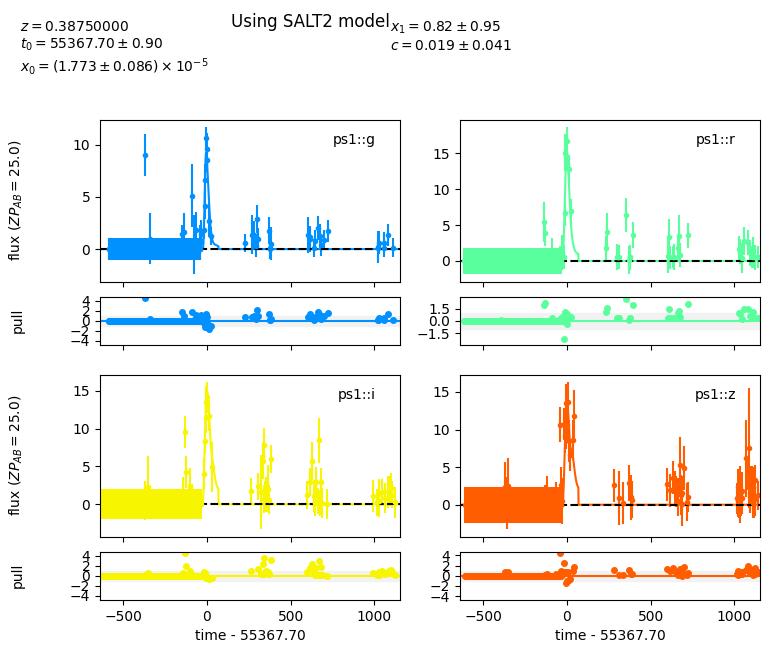 Using SALT2 model
z = 0.38750000
t₀ = 55367.70 ± 0.90
x₀ = (1.773 ± 0.086) × 10⁻⁵
x₁ = 0.82 ± 0.95
c = 0.019 ± 0.041
flux (ZP_AB = 25.0)
10
5
0
ps1::g
15
10
5
0
ps1::r
pull
4
2
0
−2
−4
1.5
0.0
−1.5
flux (ZP_AB = 25.0)
15
10
5
0
ps1::i
15
10
5
0
ps1::z
pull
4
2
0
−2
−4
4
2
0
−2
−4
−500 0 500 1000
−500 0 500 1000
time - 55367.70
time - 55367.70